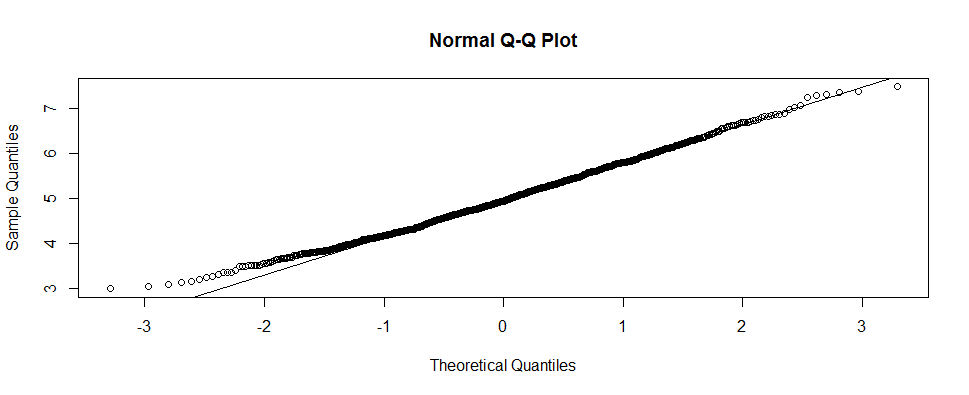 Normal Q-Q Plot
Sample Quantiles
7
6
5
4
3
-3 -2 -1 0 1 2 3
Theoretical Quantiles